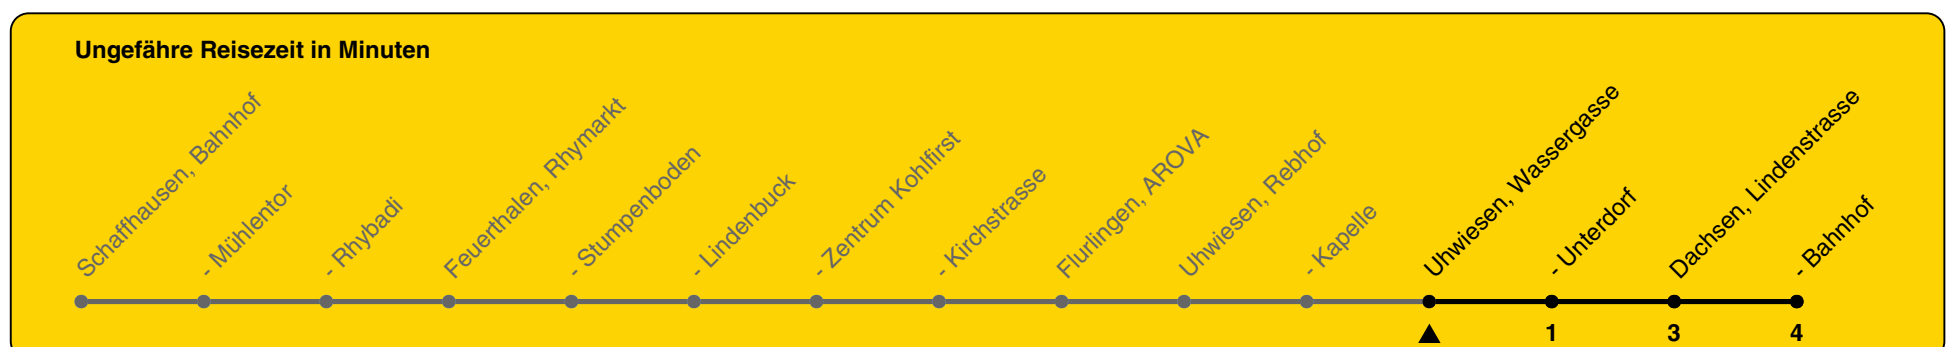 Ungefähre Reisezeit in Minuten
Schaffhausen, Bahnhof
- Mühlentor
- Rhybadi
Feuerthalen, Rhymarkt
- Stumpenboden
- Lindenbuck
- Zentrum Kohlfirst
- Kirchstrasse
Flurlingen, AROVA
Uhwiesen, Rebhof
- Kapelle
Uhwiesen, Wassergasse
- Unterdorf
Dachsen, Lindenstrasse
- Bahnhof
1 3 4